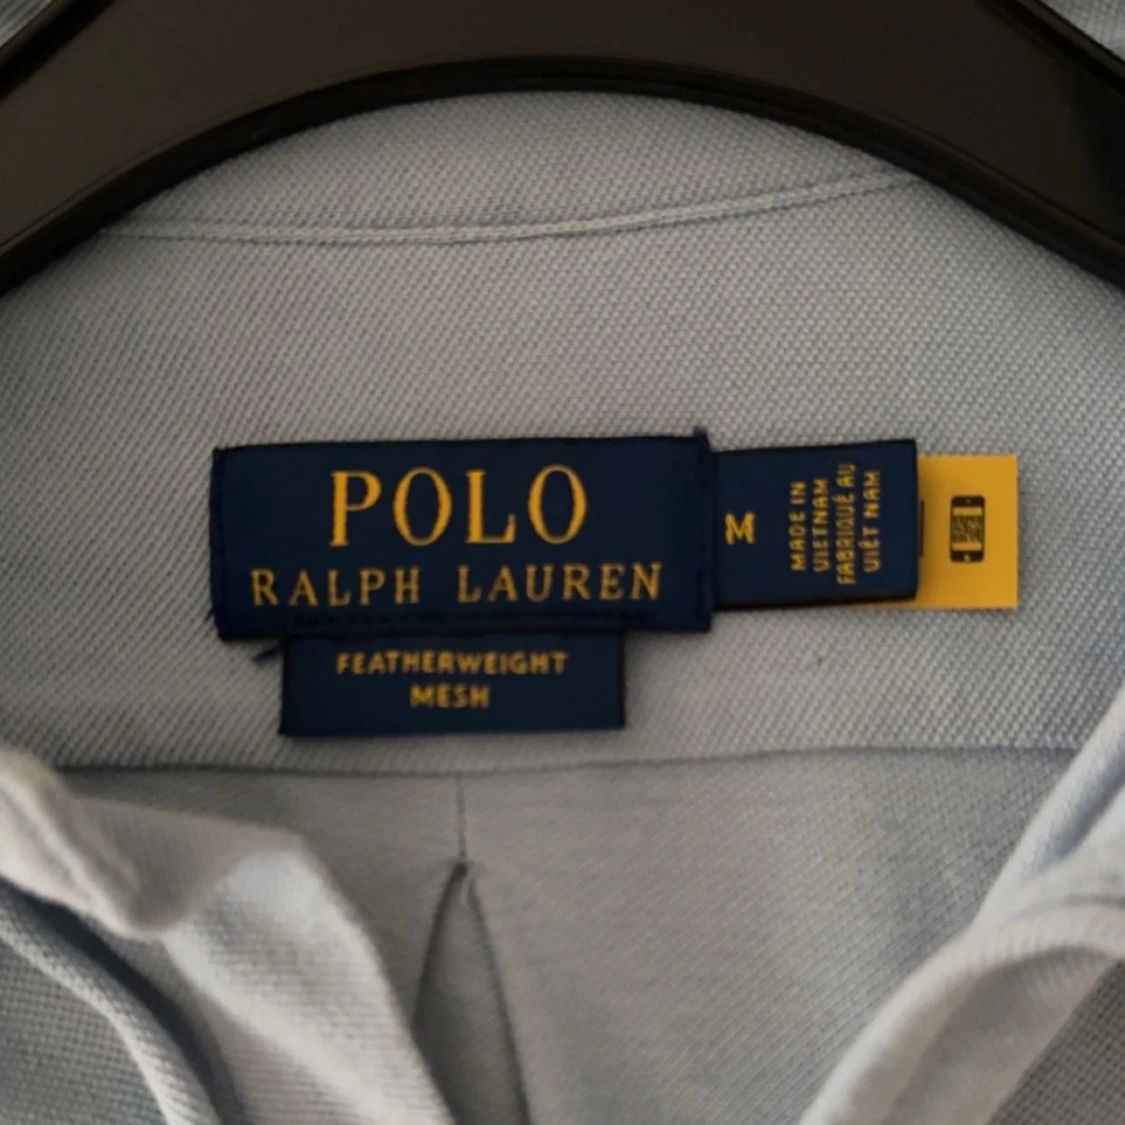 POLO
RALPH LAUREN
FEATHERWEIGHT
MESH
M
MADE IN
VIETNAM
FABRIQUÉ AU
VIÊT NAM